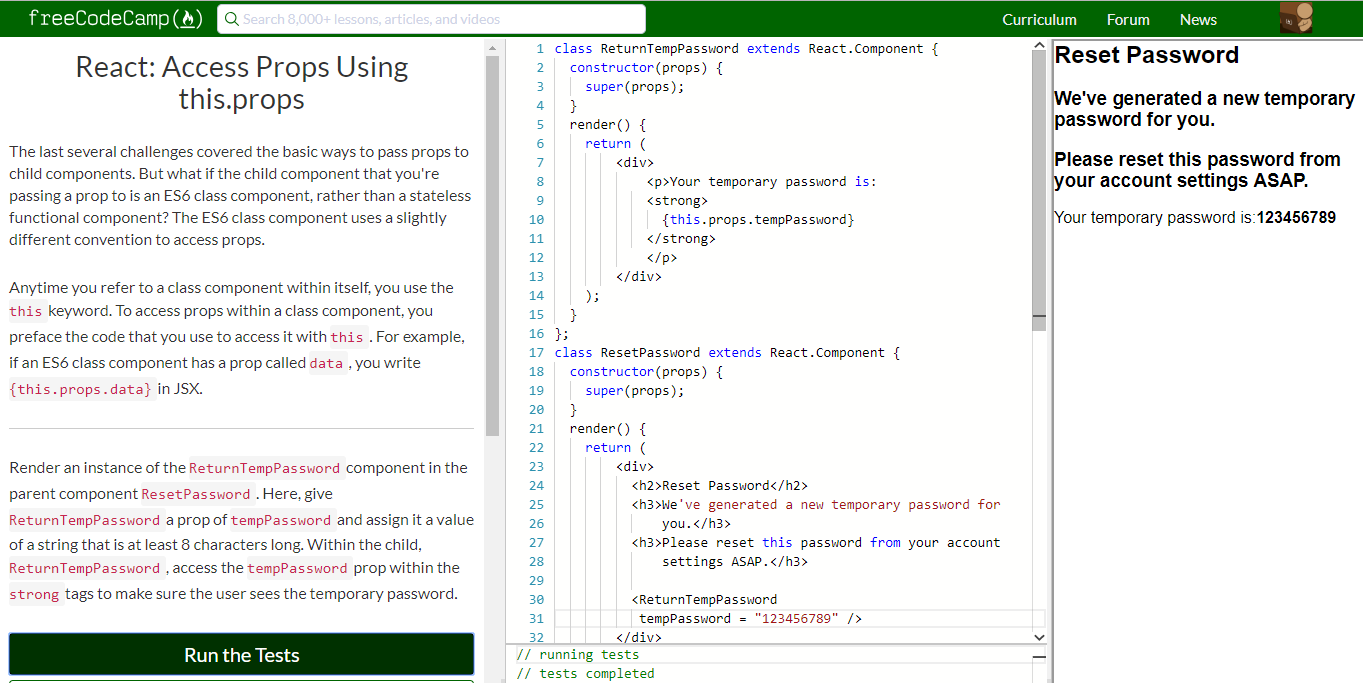 freeCodeCamp
Search 8,000+ lessons, articles, and videos
Curriculum
Forum
News
React: Access Props Using
this.props
The last several challenges covered the basic ways to pass props to
child components. But what if the child component that you're
passing a prop to is an ES6 class component, rather than a stateless
functional component? The ES6 class component uses a slightly
different convention to access props.
Anytime you refer to a class component within itself, you use the
this keyword. To access props within a class component, you
preface the code that you use to access it with this . For example,
if an ES6 class component has a prop called data , you write
{this.props.data} in JSX.
Render an instance of the ReturnTempPassword component in the
parent component ResetPassword . Here, give
ReturnTempPassword a prop of tempPassword and assign it a value
of a string that is at least 8 characters long. Within the child,
ReturnTempPassword , access the tempPassword prop within the
strong tags to make sure the user sees the temporary password.
Run the Tests
1 class ReturnTempPassword extends React.Component {
2 constructor(props) {
3 super(props);
4 }
5 render() {
6 return (
7 <div>
8 <p>Your temporary password is:
9 <strong>
10 {this.props.tempPassword}
11 </strong>
12 </p>
13 </div>
14 );
15 }
16 };
17 class ResetPassword extends React.Component {
18 constructor(props) {
19 super(props);
20 }
21 render() {
22 return (
23 <div>
24 <h2>Reset Password</h2>
25 <h3>We've generated a new temporary password for
26 you.</h3>
27 <h3>Please reset this password from your account
28 settings ASAP.</h3>
29
30 <ReturnTempPassword
31 tempPassword = "123456789" />
32 </div>
// running tests
// tests completed
Reset Password
We've generated a new temporary
password for you.
Please reset this password from
your account settings ASAP.
Your temporary password is:123456789